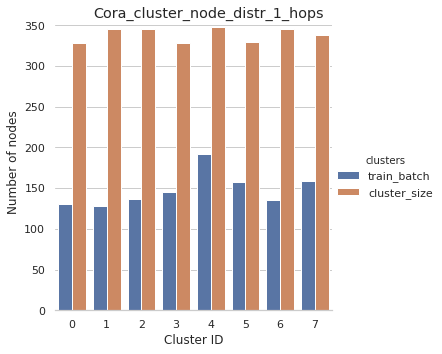 Cora_cluster_node_distr_1_hops
350
300
250
200
150
100
50
0
Number of nodes
0 1 2 3 4 5 6 7
Cluster ID
clusters
train_batch
cluster_size